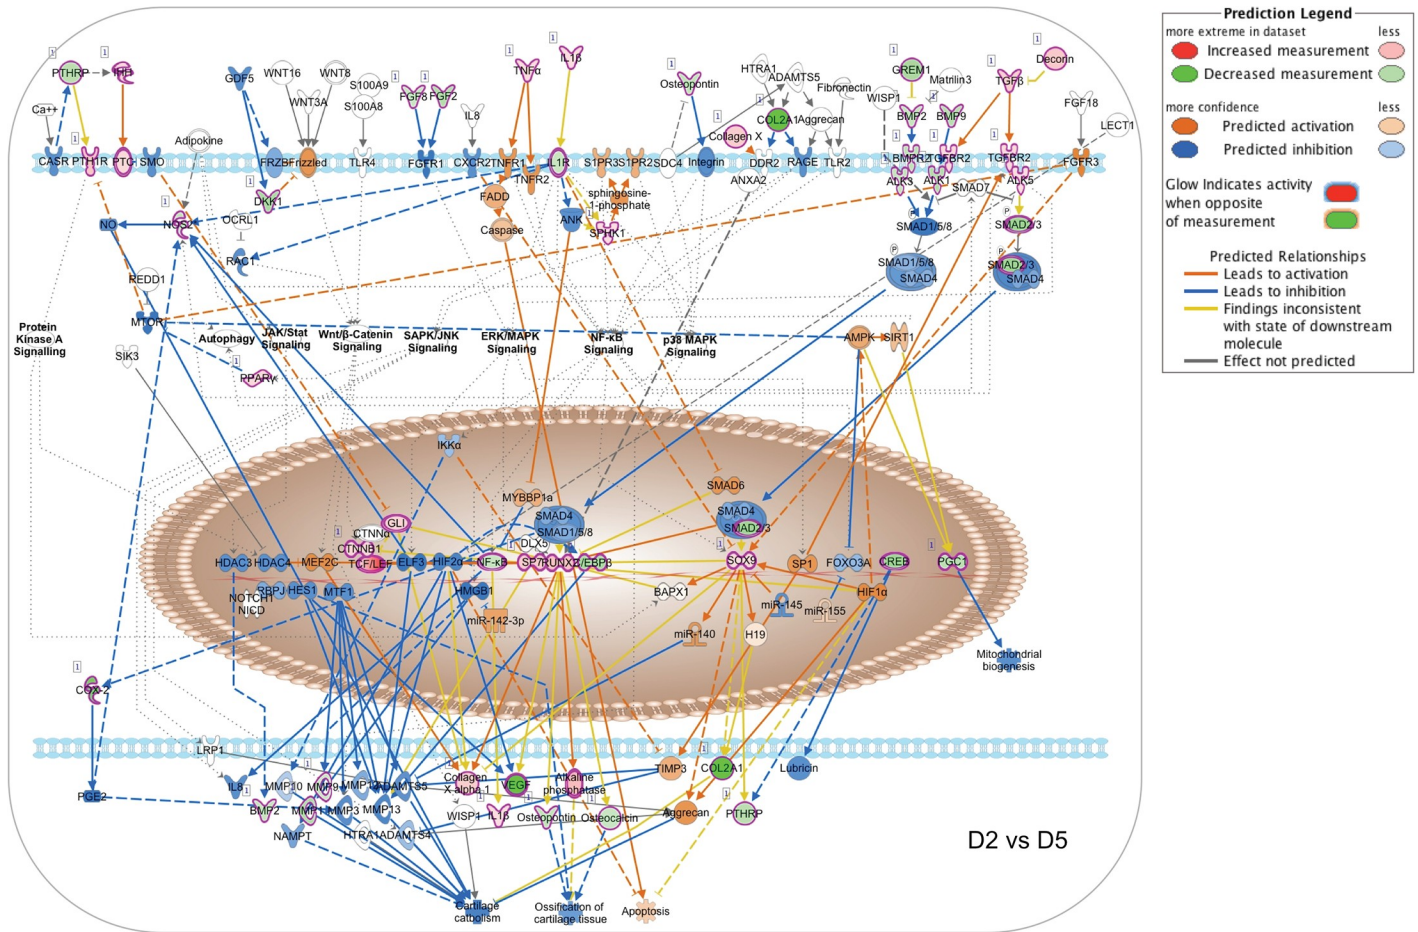 Prediction Legend
more extreme in dataset less
Increased measurement
Decreased measurement
more confidence less
Predicted activation
Predicted inhibition
Glow Indicates activity
when opposite
of measurement
Predicted Relationships
Leads to activation
Leads to inhibition
Findings inconsistent
with state of downstream
molecule
Effect not predicted
PTHRP
IHH
GDF5
WNT16
WNT8
WNT3A
S100A9
S100A8
FGF8
FGF2
IL8
TNFα
IL1β
Osteopontin
HTRA1
ADAMTS5
Fibronectin
COL2A1
Aggrecan
Collagen X
WISP1
GREM1
Matrilin3
BMP2
BMP9
TGFβ
Decorin
FGF18
LECT1
Ca++
Adipokine
CASR
PTH1R
PTC
SMO
FRZB
Frizzled
TLR4
FGFR1
CXCR2
TNFR1
TNFR2
IL1R
S1PR3
S1PR2
SDC4
Integrin
DDR2
RAGE
TLR2
ANXA2
BMPR2
TGFBR2
TGFBR2
FGFR3
ALK3
ALK1
ALK5
SMAD7
DKK1
OCRL1
RAC1
NO
NOS2
FADD
Caspase
ANK
sphingosine-
1-phosphate
SPHK1
P
SMAD1/5/8
P
SMAD2/3
P
SMAD1/5/8
SMAD4
P
SMAD2/3
SMAD4
REDD1
MTOR
SIK3
Protein
Kinase A
Signalling
Autophagy
JAK/Stat
Signaling
Wnt/β-Catenin
Signaling
SAPK/JNK
Signaling
ERK/MAPK
Signaling
NF-κB
Signaling
p38 MAPK
Signaling
AMPK
SIRT1
PPARγ
IKKα
MYBBP1a
SMAD6
SMAD4
SMAD1/5/8
SMAD4
SMAD2/3
GLI
CTNNα
CTNNB1
DLX5
HDAC3
HDAC4
MEF2C
TCF/LEF
ELF3
HIF2α
NF-κB
SP7
RUNX2
C/EBPβ
SOX9
SP1
FOXO3A
CREB
PGC1
RBPJ
HES1
MTF1
NOTCH1
NICD
HMGB1
miR-142-3p
BAPX1
miR-145
miR-155
HIF1α
miR-140
H19
Mitochondrial
biogenesis
COX-2
PGE2
LRP1
IL8
MMP10
MMP9
ADAMTS5
BMP2
MMP1
MMP3
MMP13
NAMPT
HTRA1
ADAMTS4
Collagen
X alpha-1
VEGF
Alkaline
phosphatase
WISP1
IL1β
Osteopontin
Osteocalcin
TIMP3
COL2A1
Lubricin
Aggrecan
PTHRP
D2 vs D5
Cartilage
catbolism
Ossification of
cartilage tissue
Apoptosis